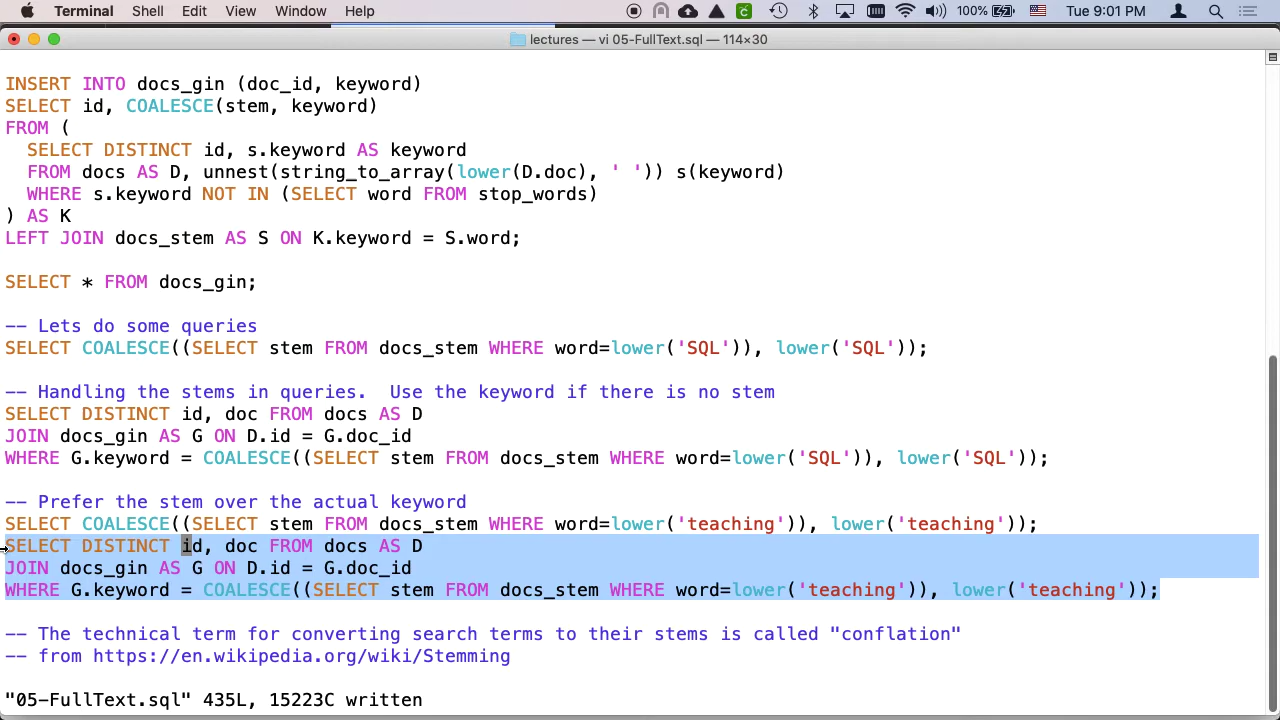 Terminal Shell Edit View Window Help 100% Tue 9:01 PM
lectures — vi 05-FullText.sql — 114×30
INSERT INTO docs_gin (doc_id, keyword)
SELECT id, COALESCE(stem, keyword)
FROM (
  SELECT DISTINCT id, s.keyword AS keyword
  FROM docs AS D, unnest(string_to_array(lower(D.doc), ' ')) s(keyword)
  WHERE s.keyword NOT IN (SELECT word FROM stop_words)
) AS K
LEFT JOIN docs_stem AS S ON K.keyword = S.word;
SELECT * FROM docs_gin;
-- Lets do some queries
SELECT COALESCE((SELECT stem FROM docs_stem WHERE word=lower('SQL')), lower('SQL'));
-- Handling the stems in queries.  Use the keyword if there is no stem
SELECT DISTINCT id, doc FROM docs AS D
JOIN docs_gin AS G ON D.id = G.doc_id
WHERE G.keyword = COALESCE((SELECT stem FROM docs_stem WHERE word=lower('SQL')), lower('SQL'));
-- Prefer the stem over the actual keyword
SELECT COALESCE((SELECT stem FROM docs_stem WHERE word=lower('teaching')), lower('teaching'));
SELECT DISTINCT id, doc FROM docs AS D
JOIN docs_gin AS G ON D.id = G.doc_id
WHERE G.keyword = COALESCE((SELECT stem FROM docs_stem WHERE word=lower('teaching')), lower('teaching'));
-- The technical term for converting search terms to their stems is called "conflation"
-- from https://en.wikipedia.org/wiki/Stemming
"05-FullText.sql" 435L, 15223C written